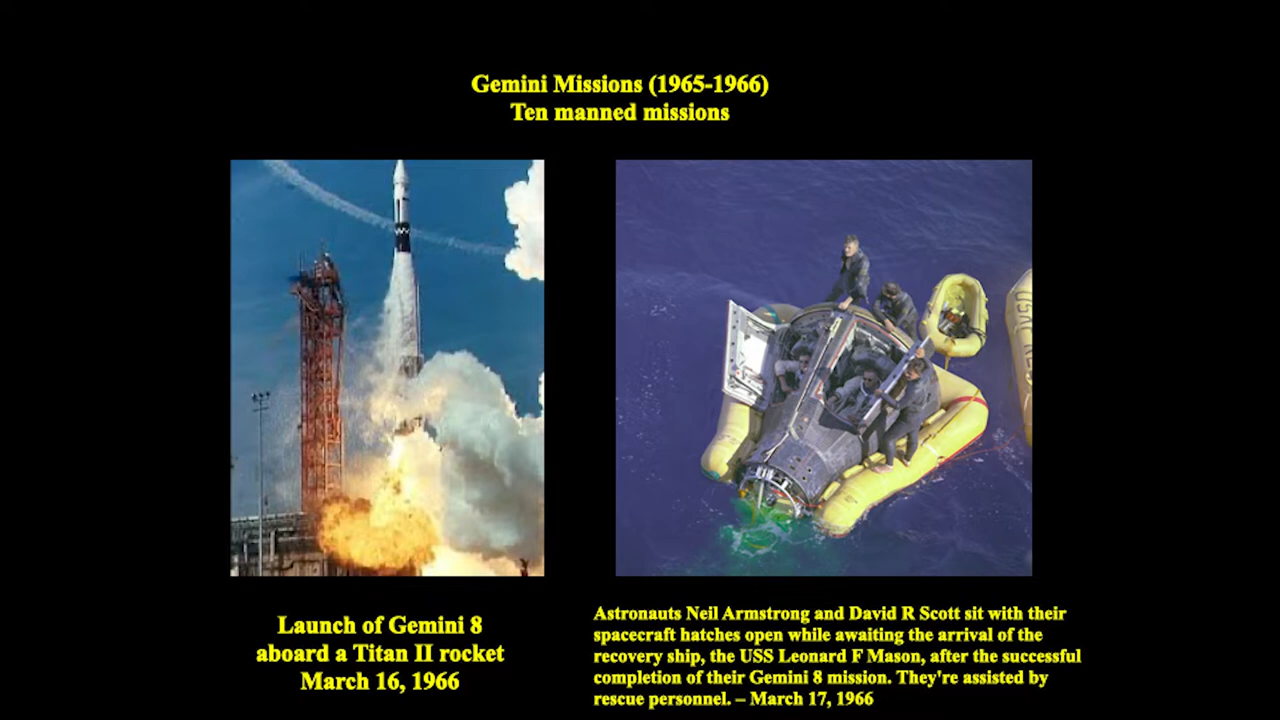 Gemini Missions (1965-1966)
Ten manned missions
Launch of Gemini 8
aboard a Titan II rocket
March 16, 1966
Astronauts Neil Armstrong and David R Scott sit with their
spacecraft hatches open while awaiting the arrival of the
recovery ship, the USS Leonard F Mason, after the successful
completion of their Gemini 8 mission. They're assisted by
rescue personnel. – March 17, 1966